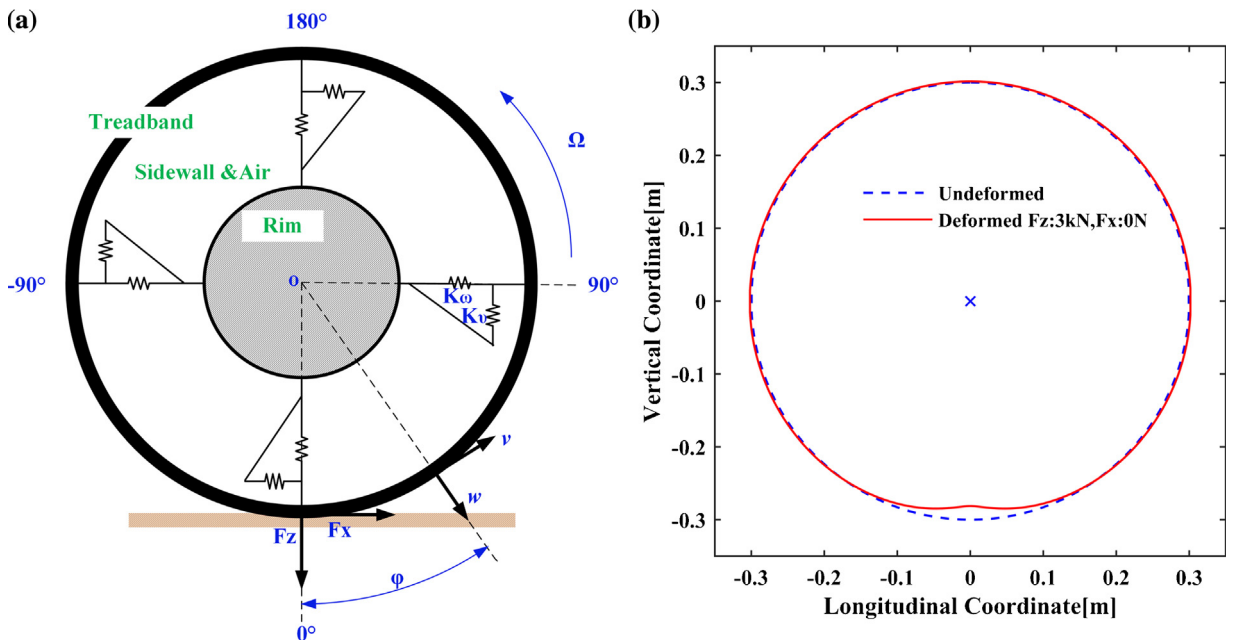 (a)
180°
Treadband
Sidewall &Air
Rim
Ω
-90°
o
90°
Kω
Kυ
v
w
Fz
Fx
φ
0°
(b)
Vertical Coordinate[m]
0.3
0.2
0.1
0
-0.1
-0.2
-0.3
Undeformed
Deformed Fz:3kN,Fx:0N
-0.3 -0.2 -0.1 0 0.1 0.2 0.3
Longitudinal Coordinate[m]